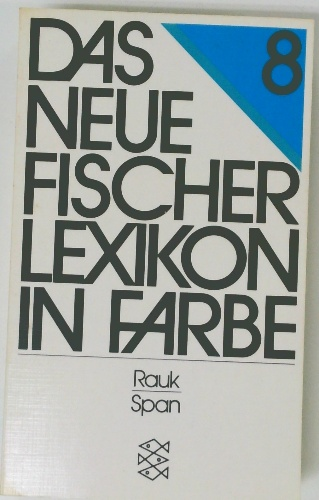 DAS
8
NEUE
FISCHER
LEXIKON
IN FARBE
Rauk
Span